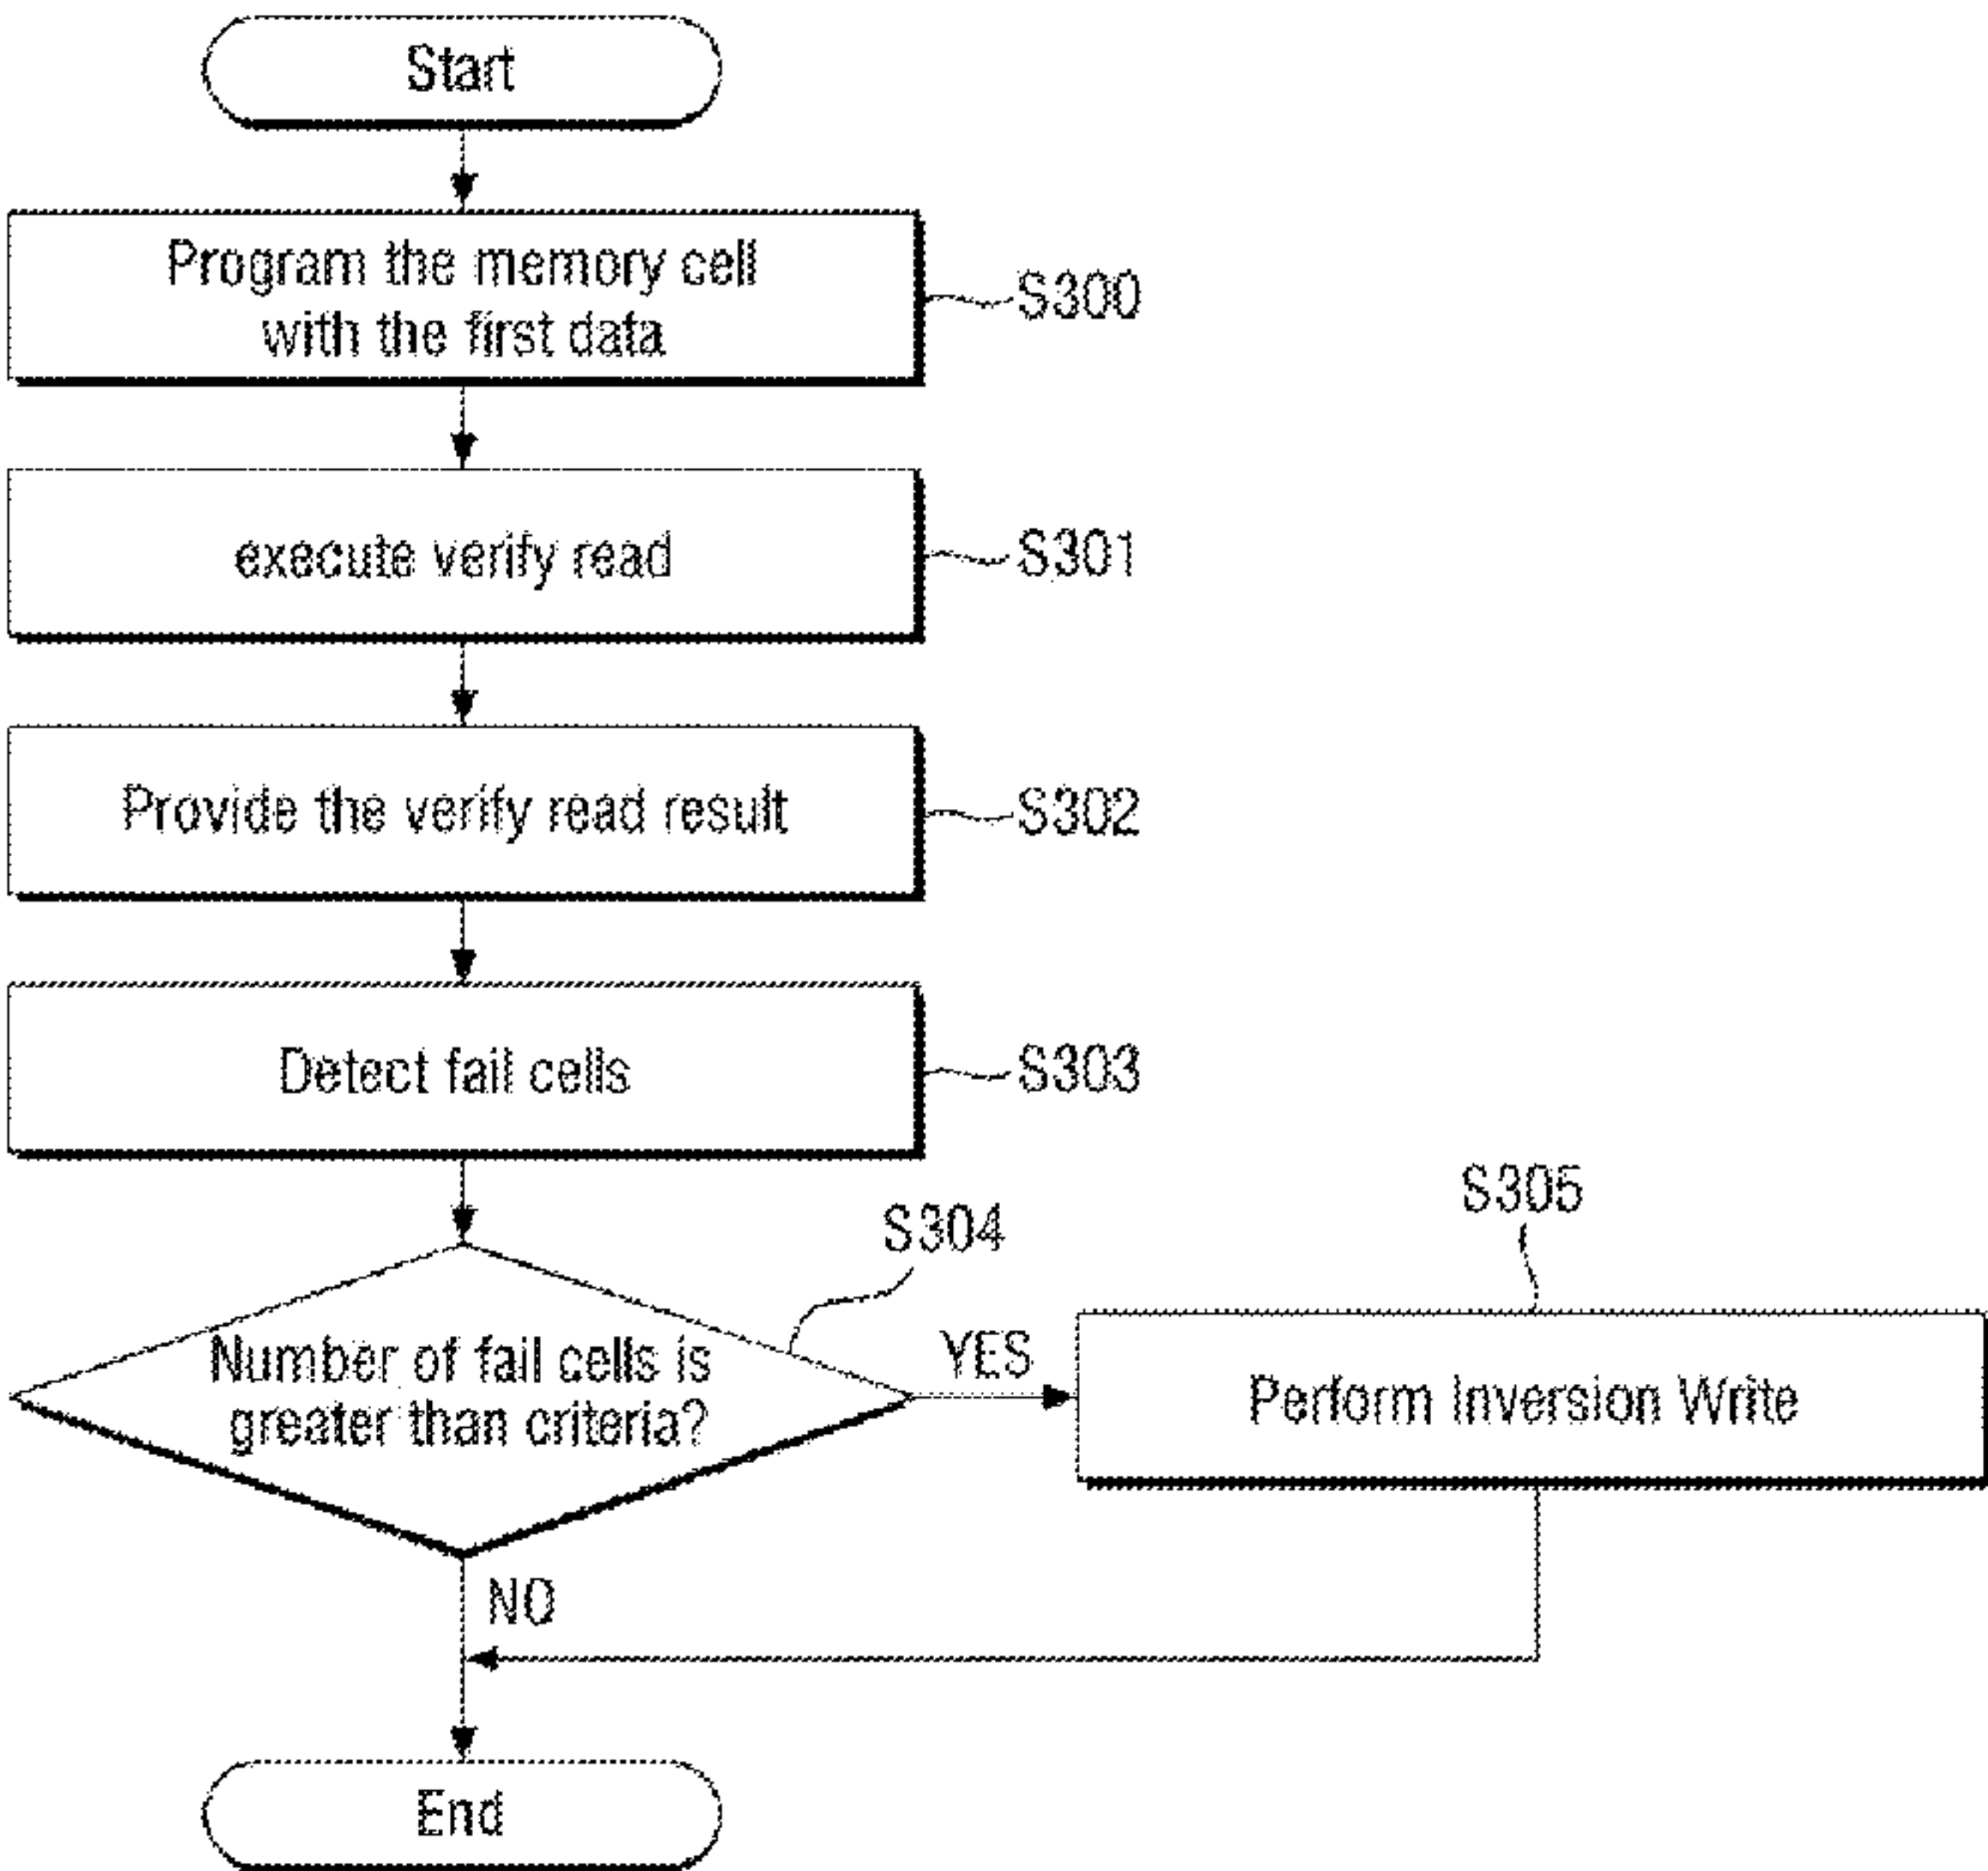 Start
Program the memory cell
with the first data
S300
execute verify read
S301
Provide the verify read result
S302
Detect fail cells
S303
S304
S305
Number of fail cells is
greater than criteria?
YES
Perform Inversion Write
NO
End